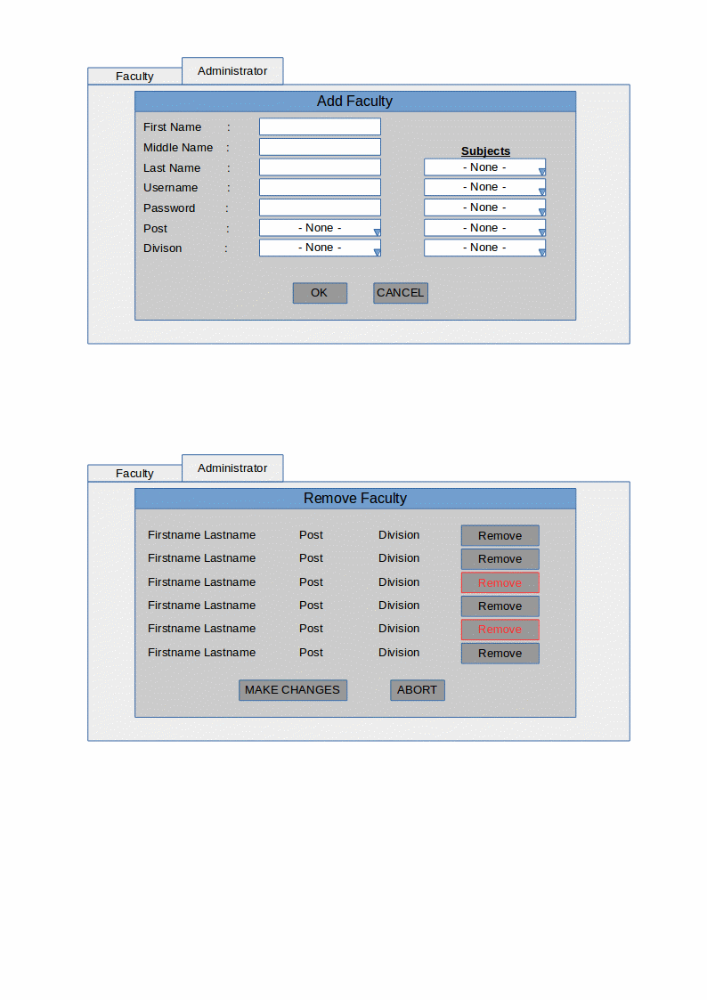 Faculty Administrator
Add Faculty
First Name :
Middle Name :
Subjects
Last Name : - None -
Username : - None -
Password : - None -
Post : - None - - None -
Divison : - None - - None -
OK CANCEL
Faculty Administrator
Remove Faculty
Firstname Lastname Post Division Remove
Firstname Lastname Post Division Remove
Firstname Lastname Post Division Remove
Firstname Lastname Post Division Remove
Firstname Lastname Post Division Remove
Firstname Lastname Post Division Remove
MAKE CHANGES ABORT